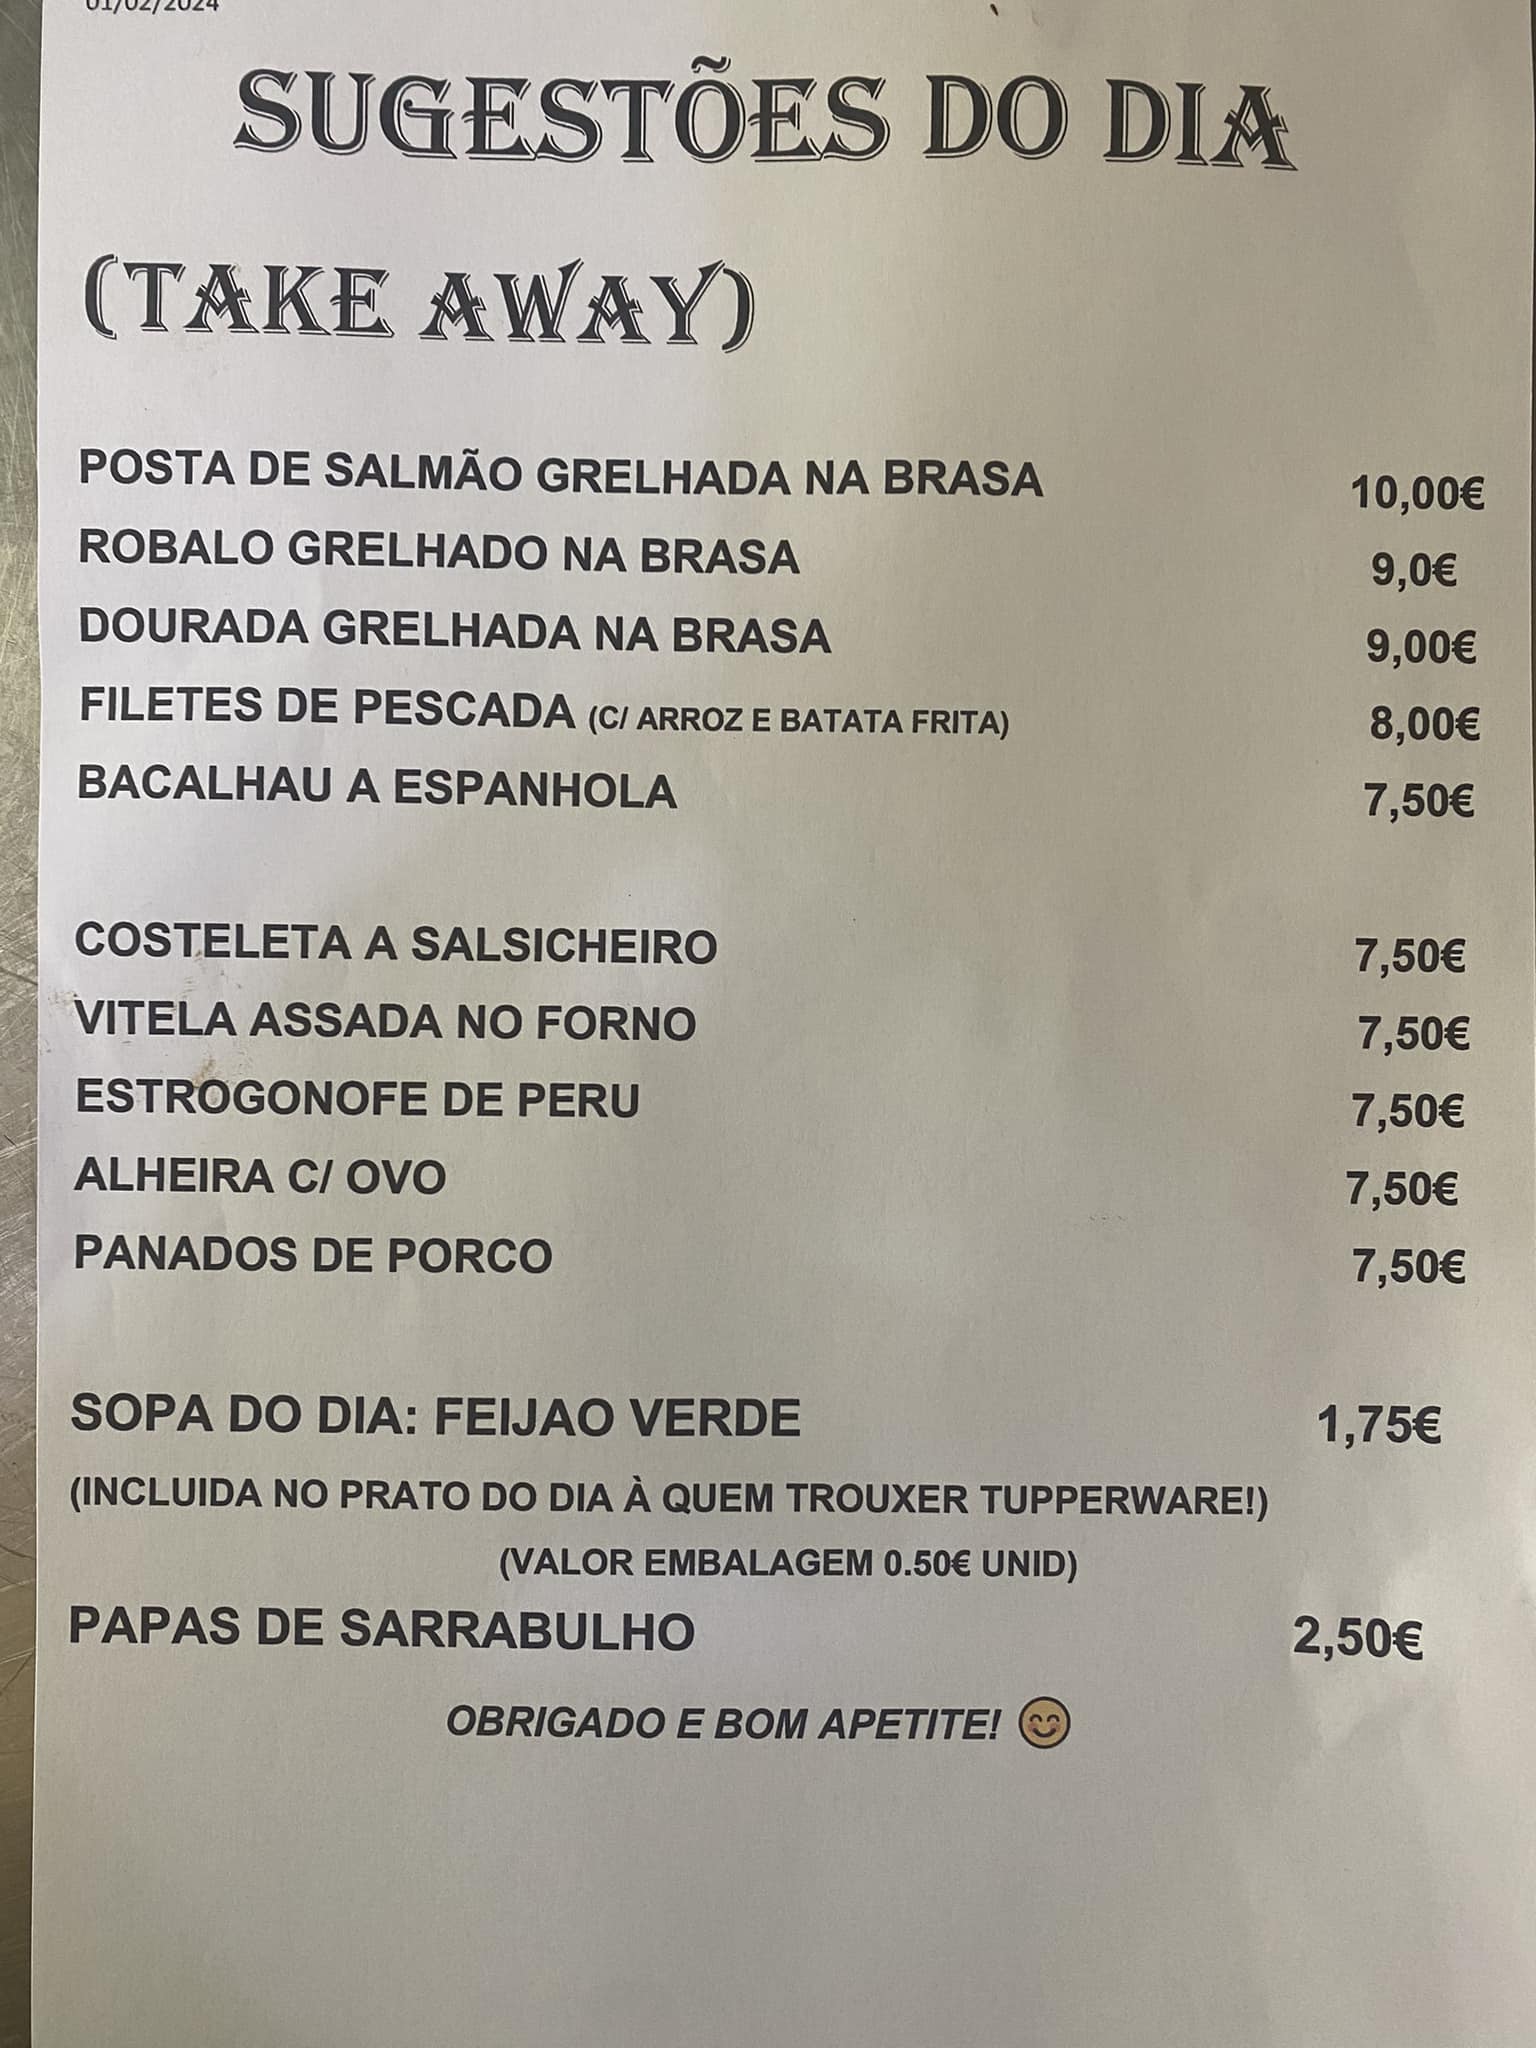 01/02/2024
SUGESTÕES DO DIA
(TAKE AWAY)
POSTA DE SALMÃO GRELHADA NA BRASA 10,00€
ROBALO GRELHADO NA BRASA 9,0€
DOURADA GRELHADA NA BRASA 9,00€
FILETES DE PESCADA (C/ ARROZ E BATATA FRITA) 8,00€
BACALHAU A ESPANHOLA 7,50€
COSTELETA A SALSICHEIRO 7,50€
VITELA ASSADA NO FORNO 7,50€
ESTROGONOFE DE PERU 7,50€
ALHEIRA C/ OVO 7,50€
PANADOS DE PORCO 7,50€
SOPA DO DIA: FEIJAO VERDE 1,75€
(INCLUIDA NO PRATO DO DIA À QUEM TROUXER TUPPERWARE!)
(VALOR EMBALAGEM 0.50€ UNID)
PAPAS DE SARRABULHO 2,50€
OBRIGADO E BOM APETITE! 😊